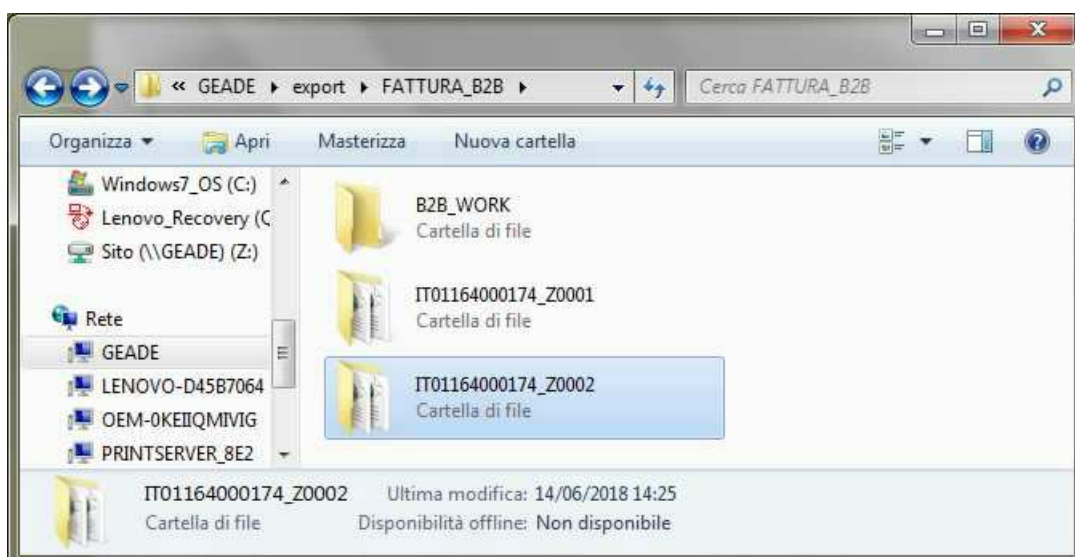 « GEADE ▸ export ▸ FATTURA_B2B ▸
Cerca FATTURA_B2B
Organizza
Apri
Masterizza
Nuova cartella
Windows7_OS (C:)
Lenovo_Recovery (Q
Sito (\\GEADE) (Z:)
Rete
GEADE
LENOVO-D45B7064
OEM-0KEIIQMIVIG
PRINTSERVER_8E2
B2B_WORK
Cartella di file
IT01164000174_Z0001
Cartella di file
IT01164000174_Z0002
Cartella di file
IT01164000174_Z0002 Ultima modifica: 14/06/2018 14:25
Cartella di file Disponibilità offline: Non disponibile